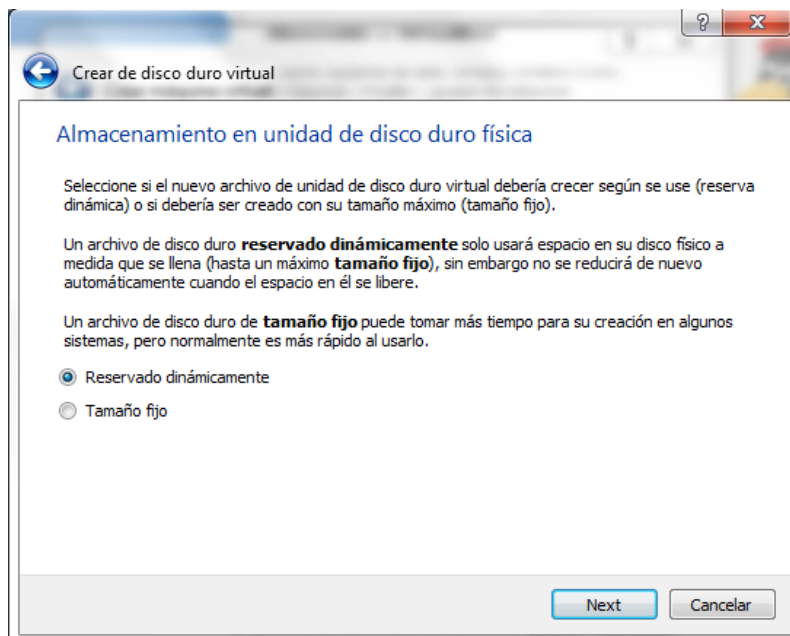 Crear de disco duro virtual
Almacenamiento en unidad de disco duro física
Seleccione si el nuevo archivo de unidad de disco duro virtual debería crecer según se use (reserva
dinámica) o si debería ser creado con su tamaño máximo (tamaño fijo).
Un archivo de disco duro reservado dinámicamente solo usará espacio en su disco físico a
medida que se llena (hasta un máximo tamaño fijo), sin embargo no se reducirá de nuevo
automáticamente cuando el espacio en él se libere.
Un archivo de disco duro de tamaño fijo puede tomar más tiempo para su creación en algunos
sistemas, pero normalmente es más rápido al usarlo.
Reservado dinámicamente
Tamaño fijo
Next Cancelar